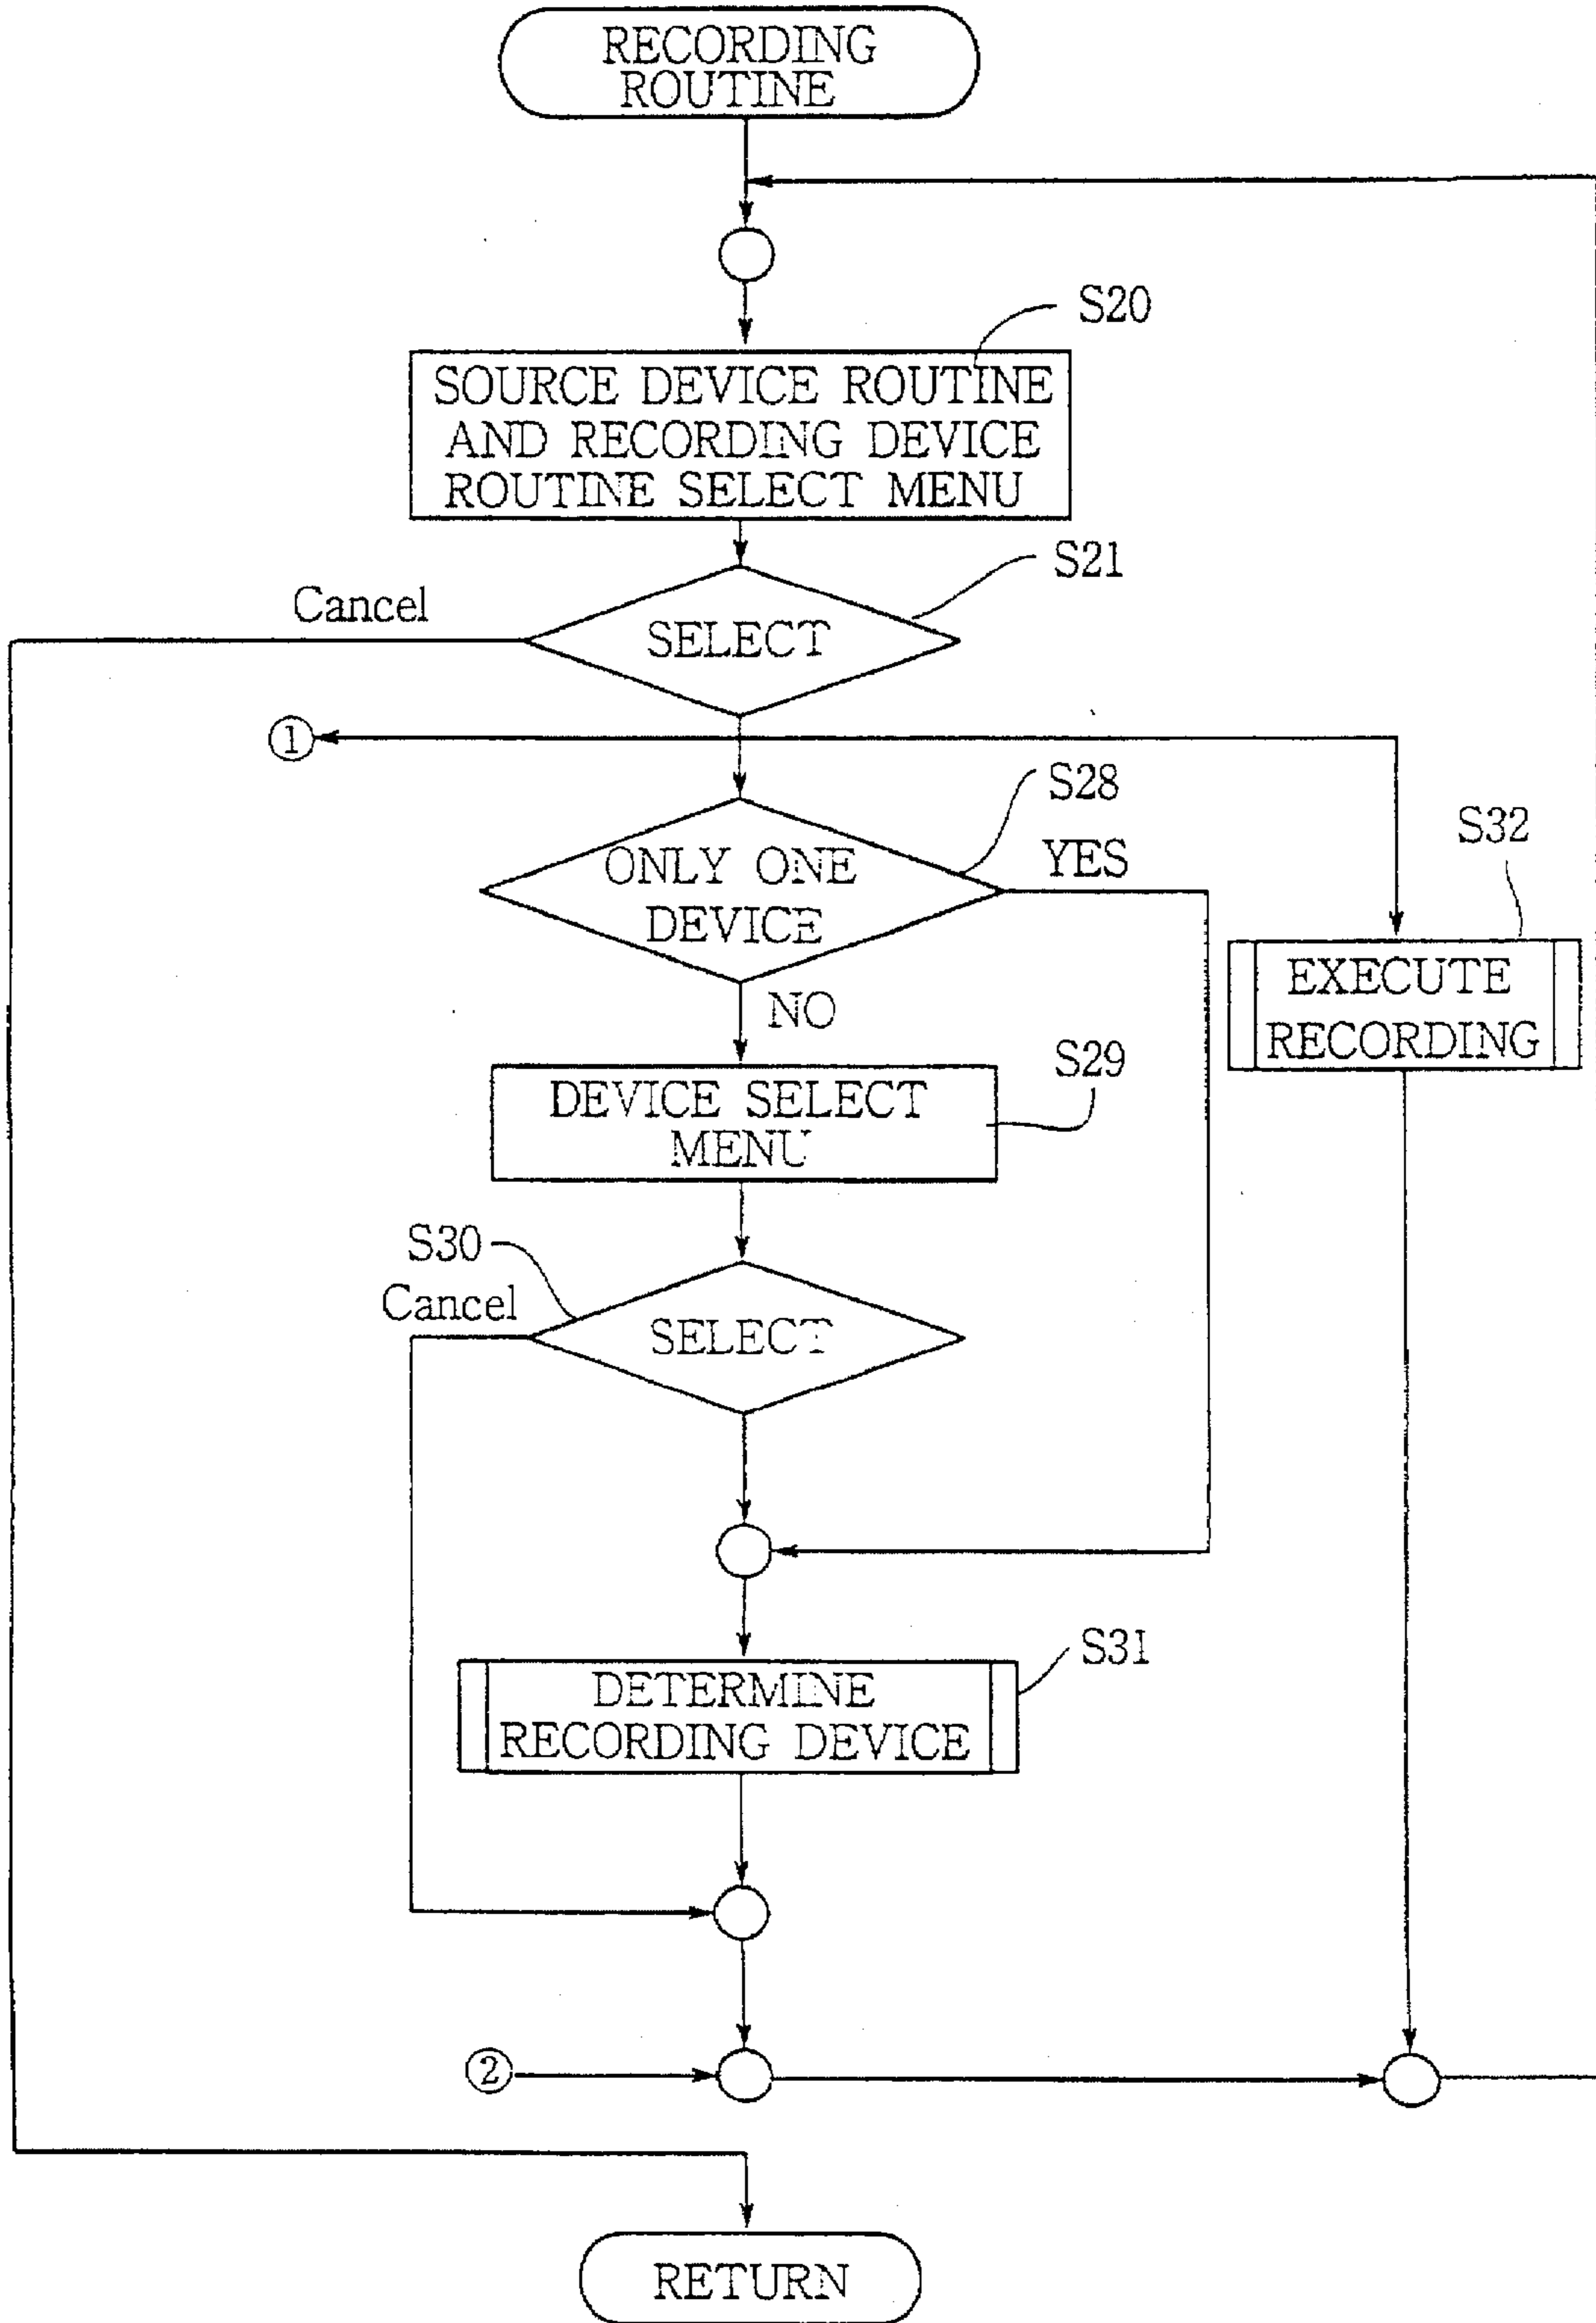 RECORDING
ROUTINE
S20
SOURCE DEVICE ROUTINE
AND RECORDING DEVICE
ROUTINE SELECT MENU
S21
Cancel
SELECT
①
S28
ONLY ONE
DEVICE
YES
S32
EXECUTE
RECORDING
NO
S29
DEVICE SELECT
MENU
S30
Cancel
SELECT
S31
DETERMINE
RECORDING DEVICE
②
RETURN